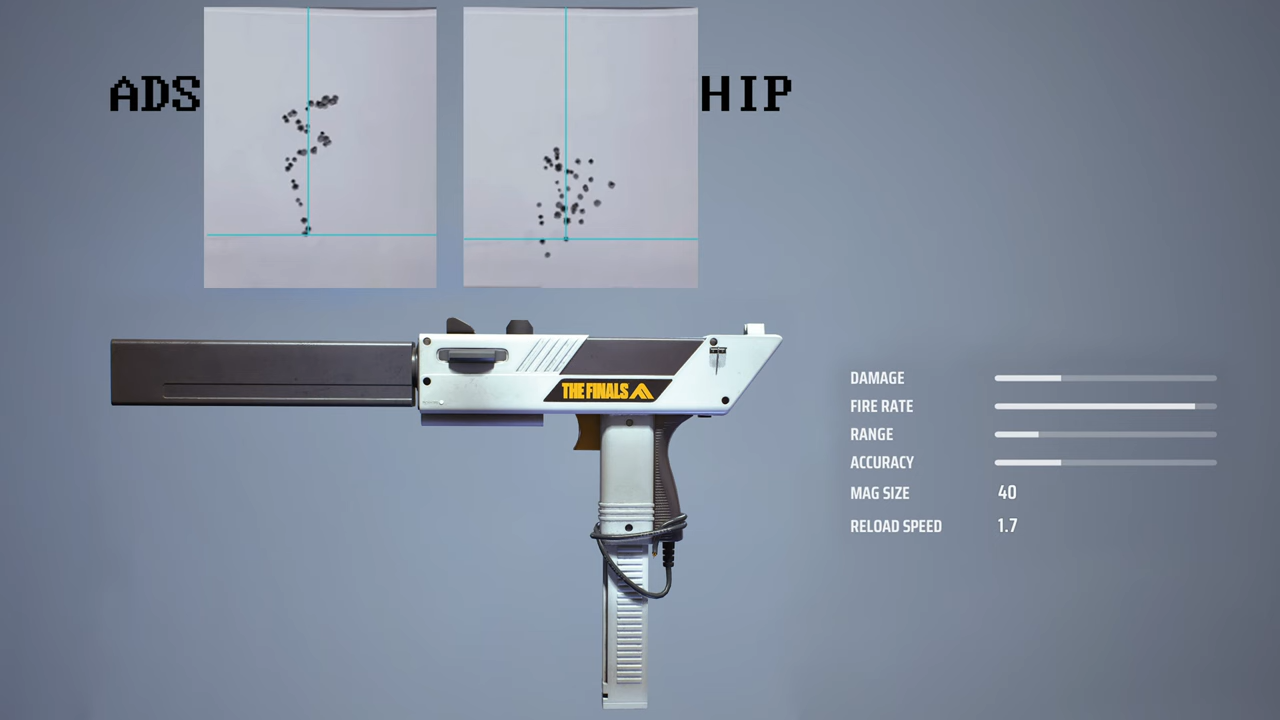 ADS HIP
THE FINALS
DAMAGE
FIRE RATE
RANGE
ACCURACY
MAG SIZE 40
RELOAD SPEED 1.7